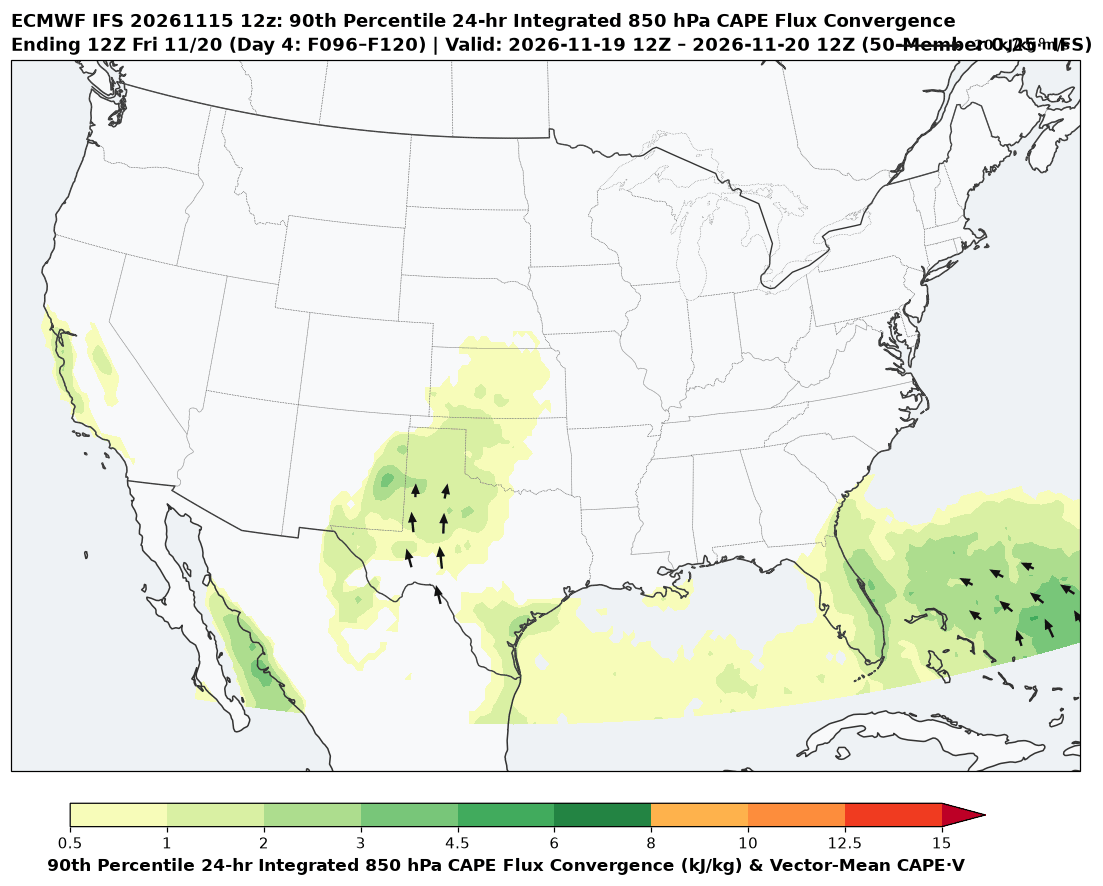 ECMWF IFS 20261115 12z: 90th Percentile 24-hr Integrated 850 hPa CAPE Flux Convergence
Ending 12Z Fri 11/20 (Day 4: F096–F120) | Valid: 2026-11-19 12Z – 2026-11-20 12Z (50-Member 0.25° IFS)
0.5 1 2 3 4.5 6 8 10 12.5 15
90th Percentile 24-hr Integrated 850 hPa CAPE Flux Convergence (kJ/kg) & Vector-Mean CAPE·V